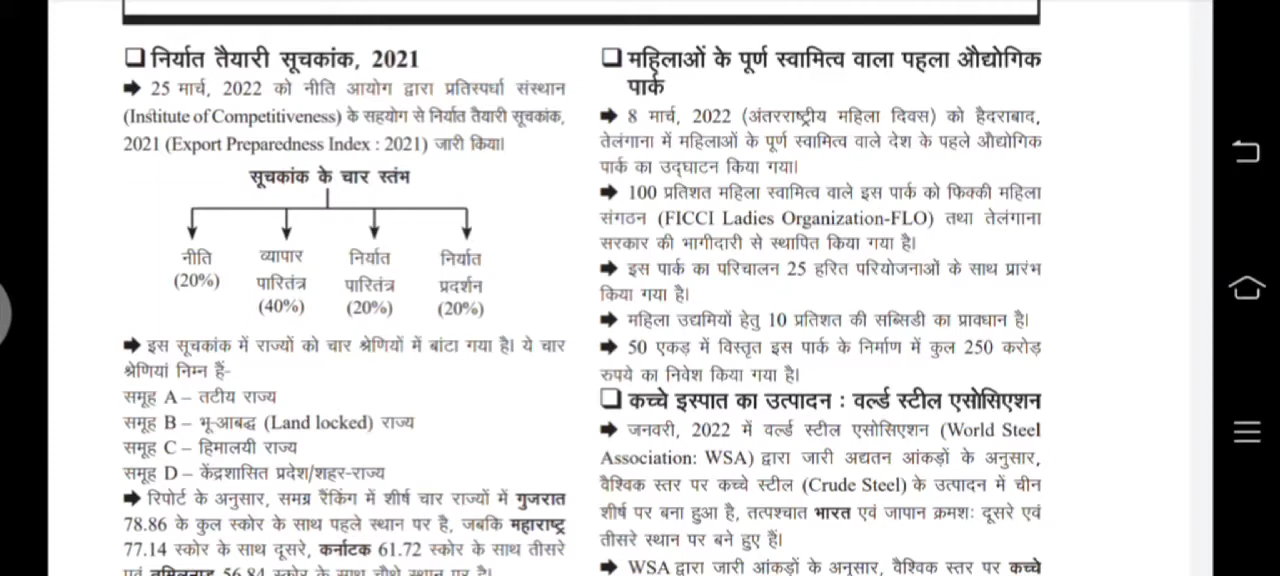 ❑ निर्यात तैयारी सूचकांक, 2021
➡ 25 मार्च, 2022 को नीति आयोग द्वारा प्रतिस्पर्धा संस्थान
(Institute of Competitiveness) के सहयोग से निर्यात तैयारी सूचकांक,
2021 (Export Preparedness Index : 2021) जारी किया।
सूचकांक के चार स्तंभ
नीति
(20%)
व्यापार
पारितंत्र
(40%)
निर्यात
पारितंत्र
(20%)
निर्यात
प्रदर्शन
(20%)
➡ इस सूचकांक में राज्यों को चार श्रेणियों में बांटा गया है। ये चार
श्रेणियां निम्न हैं-
समूह A – तटीय राज्य
समूह B – भू-आबद्ध (Land locked) राज्य
समूह C – हिमालयी राज्य
समूह D – केंद्रशासित प्रदेश/शहर-राज्य
➡ रिपोर्ट के अनुसार, समग्र रैंकिंग में शीर्ष चार राज्यों में गुजरात
78.86 के कुल स्कोर के साथ पहले स्थान पर है, जबकि महाराष्ट्र
77.14 स्कोर के साथ दूसरे, कर्नाटक 61.72 स्कोर के साथ तीसरे
एवं तमिलनाडु 56.84 स्कोर के साथ चौथे स्थान पर है।
❑ महिलाओं के पूर्ण स्वामित्व वाला पहला औद्योगिक
पार्क
➡ 8 मार्च, 2022 (अंतरराष्ट्रीय महिला दिवस) को हैदराबाद,
तेलंगाना में महिलाओं के पूर्ण स्वामित्व वाले देश के पहले औद्योगिक
पार्क का उद्घाटन किया गया।
➡ 100 प्रतिशत महिला स्वामित्व वाले इस पार्क को फिक्की महिला
संगठन (FICCI Ladies Organization-FLO) तथा तेलंगाना
सरकार की भागीदारी से स्थापित किया गया है।
➡ इस पार्क का परिचालन 25 हरित परियोजनाओं के साथ प्रारंभ
किया गया है।
➡ महिला उद्यमियों हेतु 10 प्रतिशत की सब्सिडी का प्रावधान है।
➡ 50 एकड़ में विस्तृत इस पार्क के निर्माण में कुल 250 करोड़
रुपये का निवेश किया गया है।
❑ कच्चे इस्पात का उत्पादन : वर्ल्ड स्टील एसोसिएशन
➡ जनवरी, 2022 में वर्ल्ड स्टील एसोसिएशन (World Steel
Association: WSA) द्वारा जारी अद्यतन आंकड़ों के अनुसार,
वैश्विक स्तर पर कच्चे स्टील (Crude Steel) के उत्पादन में चीन
शीर्ष पर बना हुआ है, तत्पश्चात भारत एवं जापान क्रमशः दूसरे एवं
तीसरे स्थान पर बने हुए हैं।
➡ WSA द्वारा जारी आंकड़ों के अनुसार, वैश्विक स्तर पर कच्चे